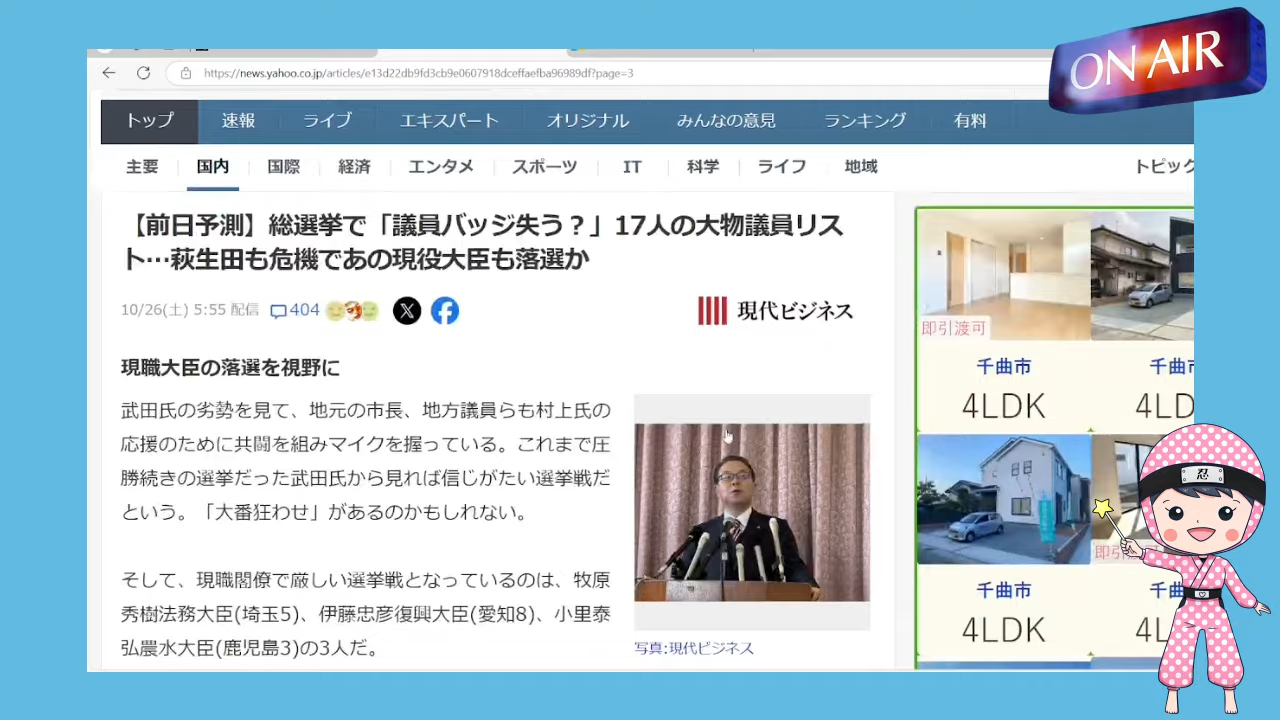 ON AIR
https://news.yahoo.co.jp/articles/e13d22db9fd3cb9e0607918dceffaefba96989df?page=3
トップ 速報 ライブ エキスパート オリジナル みんなの意見 ランキング 有料
主要 国内 国際 経済 エンタメ スポーツ IT 科学 ライフ 地域 トピック
【前日予測】総選挙で「議員バッジ失う？」17人の大物議員リス
ト…萩生田も危機であの現役大臣も落選か
10/26(土) 5:55 配信 404
現代ビジネス
現職大臣の落選を視野に
武田氏の劣勢を見て、地元の市長、地方議員らも村上氏の
応援のために共闘を組みマイクを握っている。これまで圧
勝続きの選挙だった武田氏から見れば信じがたい選挙戦だ
という。「大番狂わせ」があるのかもしれない。
そして、現職閣僚で厳しい選挙戦となっているのは、牧原
秀樹法務大臣(埼玉5)、伊藤忠彦復興大臣(愛知8)、小里泰
弘農水大臣(鹿児島3)の3人だ。
写真:現代ビジネス
即引渡可
千曲市 千曲市
4LDK 4LD
即引
千曲市 千曲
4LDK 4L
忍